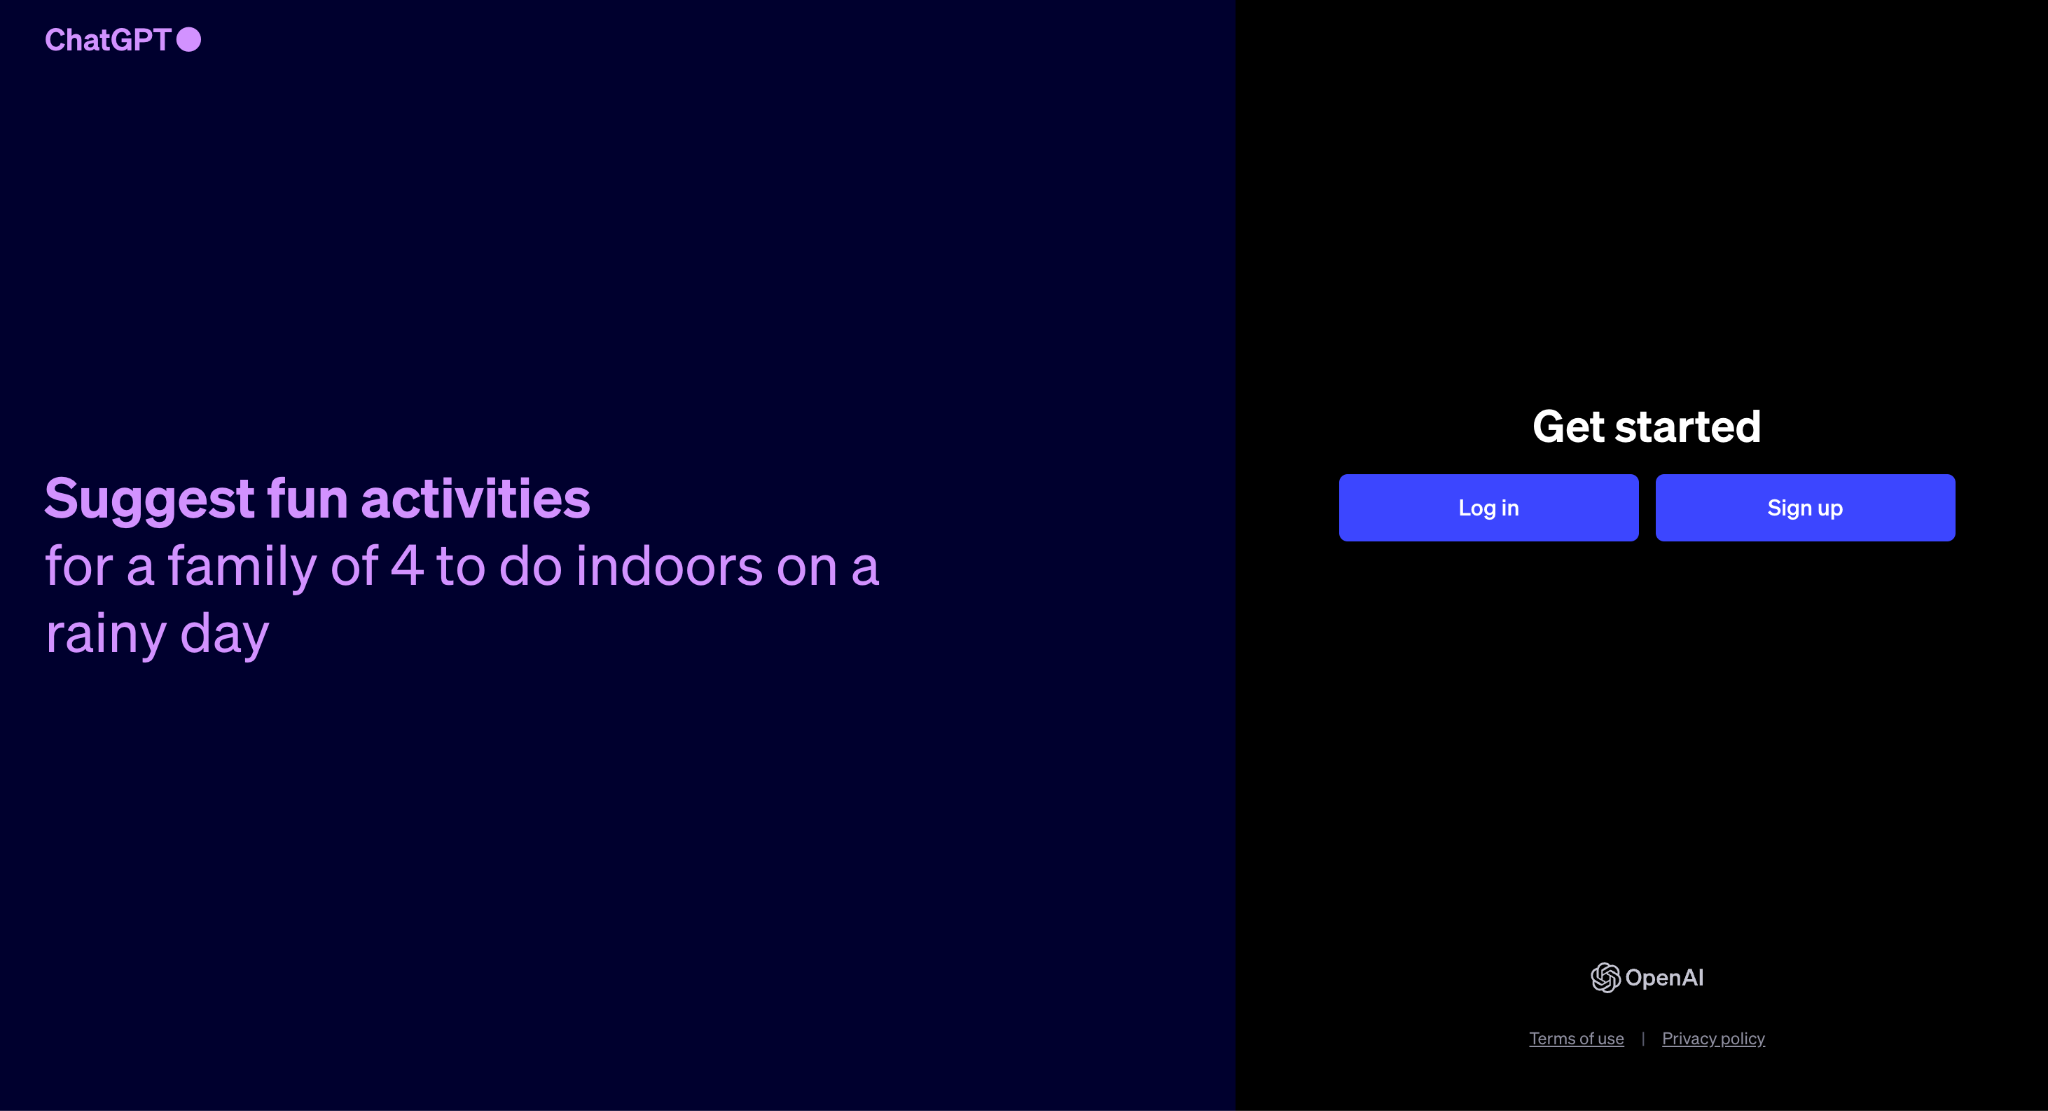 ChatGPT
Suggest fun activities
for a family of 4 to do indoors on a
rainy day
Get started
Log in
Sign up
OpenAI
Terms of use | Privacy policy